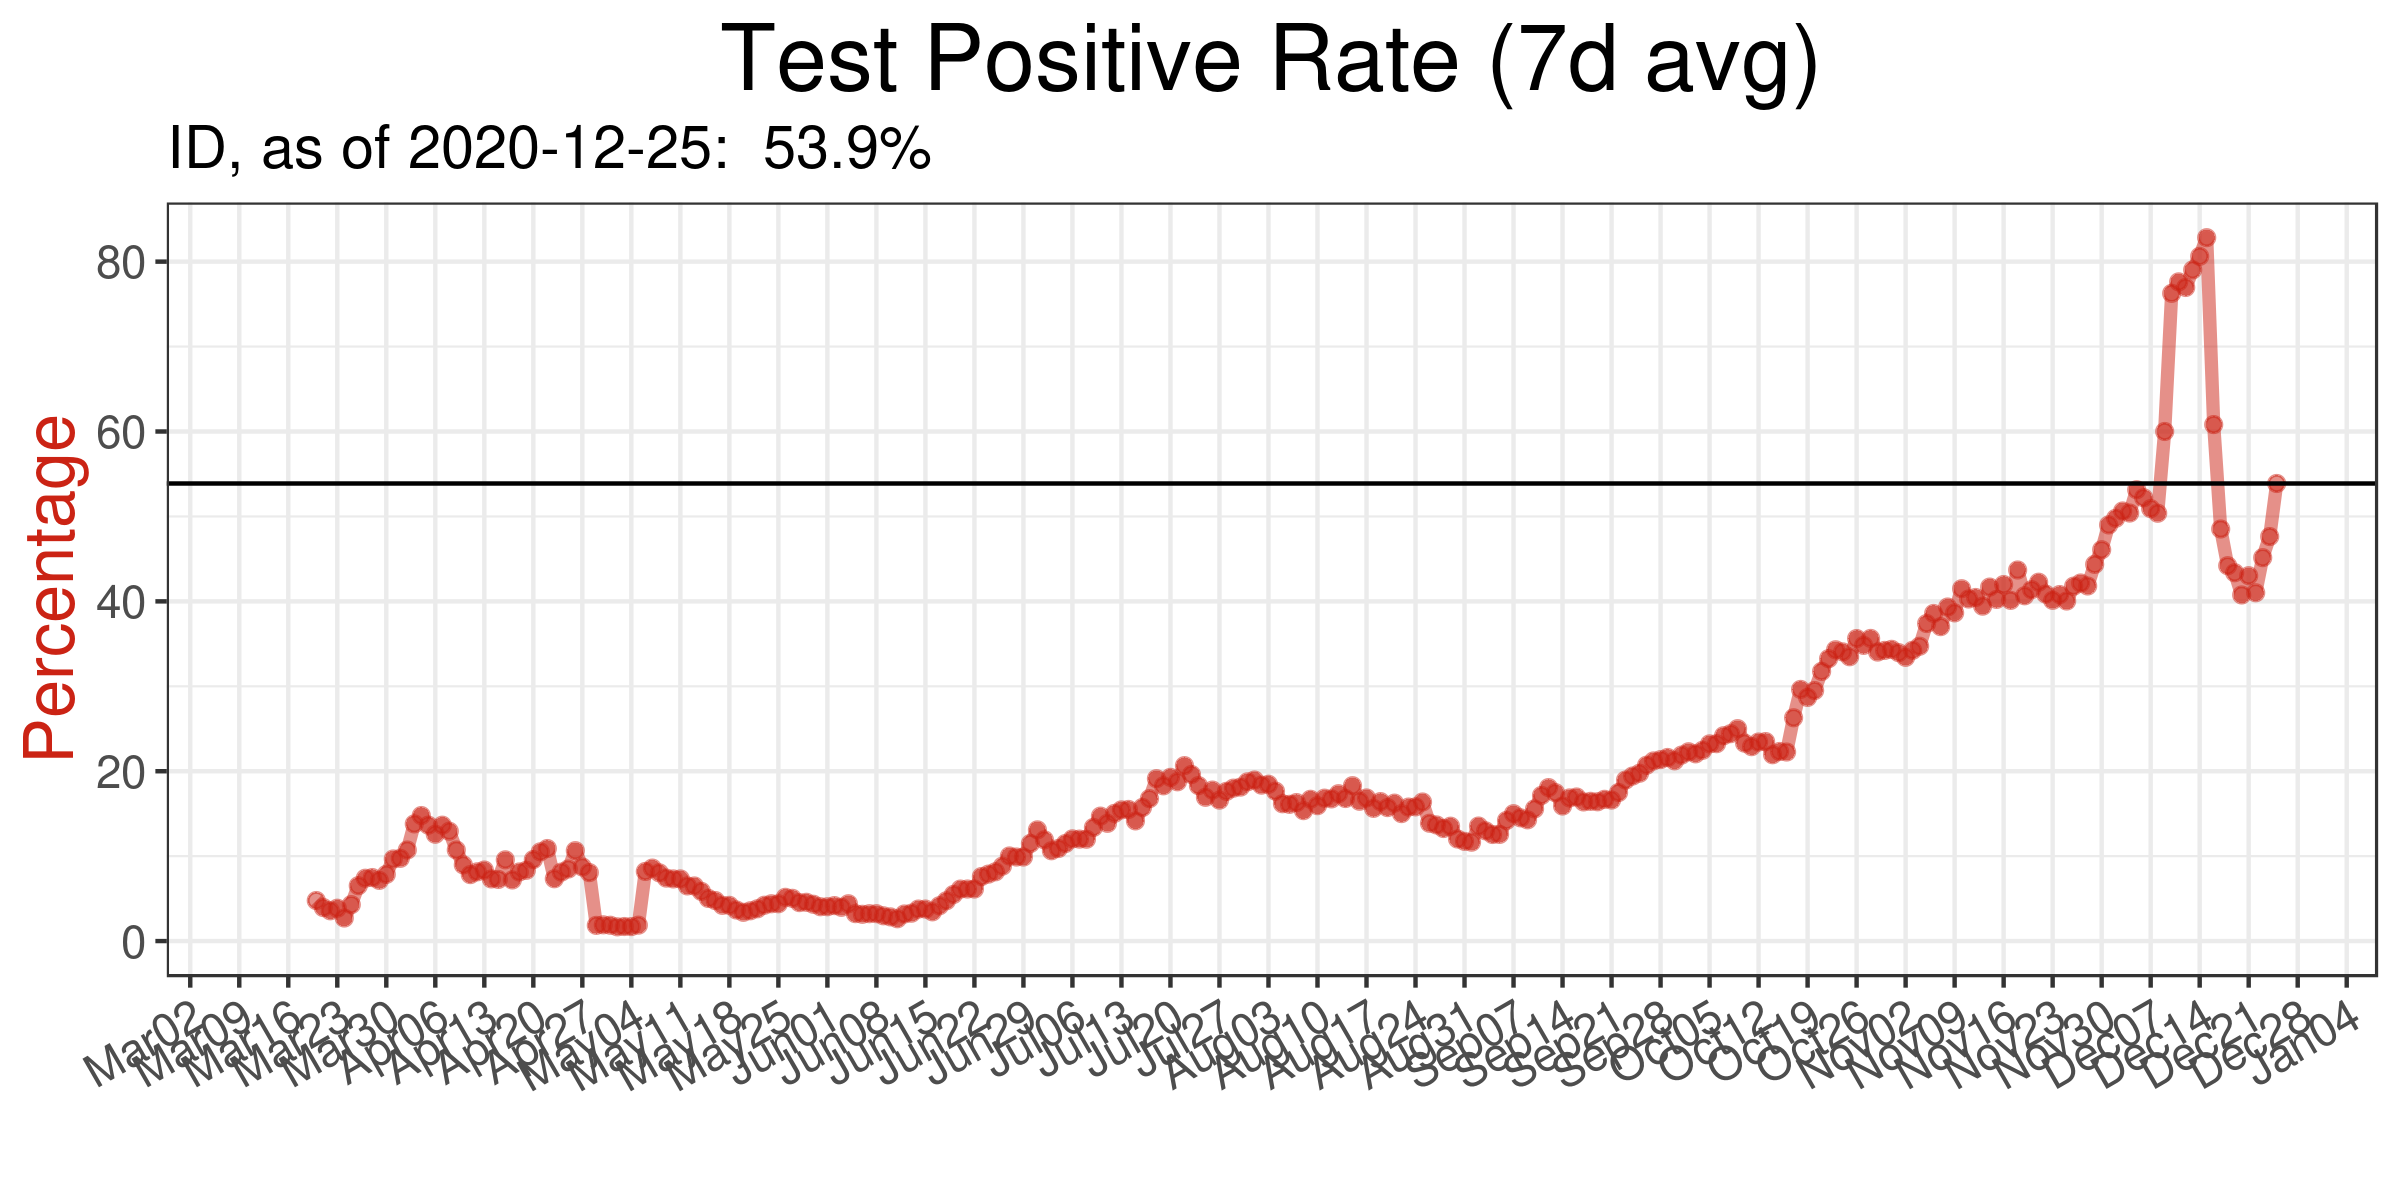 Test Positive Rate (7d avg)
ID, as of 2020-12-25:  53.9%
Percentage
80
60
40
20
0
Mar02
Mar09
Mar16
Mar23
Mar30
Apr06
Apr13
Apr20
Apr27
May04
May11
May18
May25
Jun01
Jun08
Jun15
Jun22
Jun29
Jul06
Jul13
Jul20
Jul27
Aug03
Aug10
Aug17
Aug24
Aug31
Sep07
Sep14
Sep21
Sep28
Oct05
Oct12
Oct19
Oct26
Nov02
Nov09
Nov16
Nov23
Nov30
Dec07
Dec14
Dec21
Dec28
Jan04